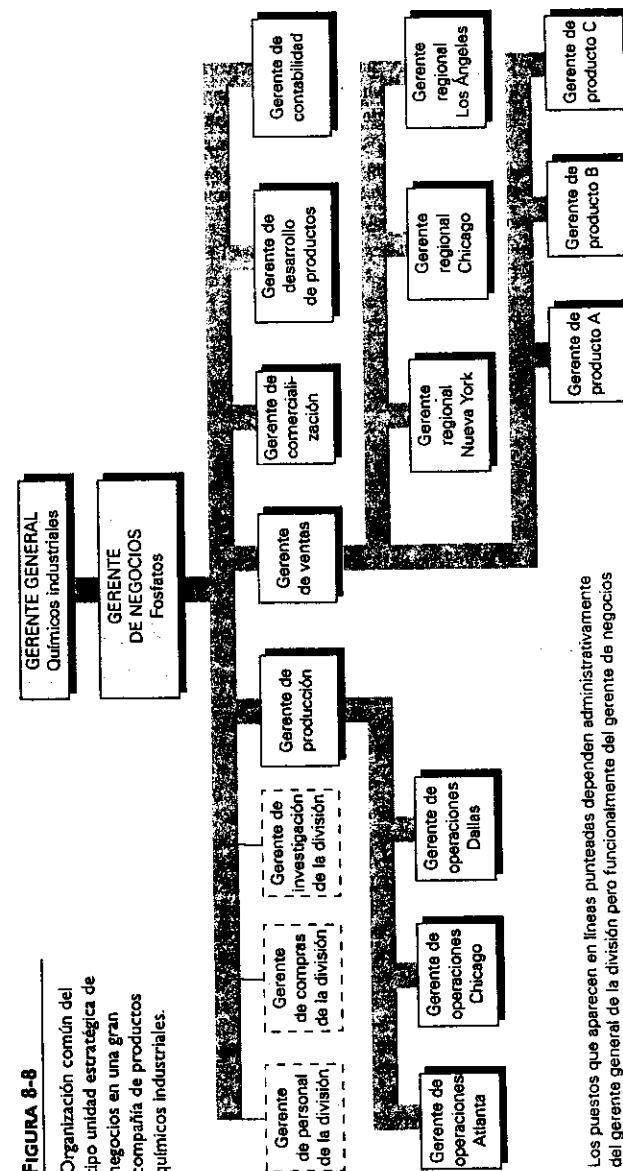 FIGURA 8-8
Organización común del
tipo unidad estratégica de
negocios en una gran
compañía de productos
químicos industriales.
GERENTE GENERAL
Químicos industriales
GERENTE
DE NEGOCIOS
Fosfatos
Gerente
de personal
de la división
Gerente
de compras
de la división
Gerente de
investigación
de la división
Gerente de
producción
Gerente
de ventas
Gerente de
comerciali-
zación
Gerente de
desarrollo
de productos
Gerente de
contabilidad
Gerente de
operaciones
Atlanta
Gerente de
operaciones
Chicago
Gerente de
operaciones
Dallas
Gerente
regional
Nueva York
Gerente
regional
Chicago
Gerente
regional
Los Ángeles
Gerente de
producto A
Gerente de
producto B
Gerente de
producto C
Los puestos que aparecen en líneas punteadas dependen administrativamente
del gerente general de la división pero funcionalmente del gerente de negocios